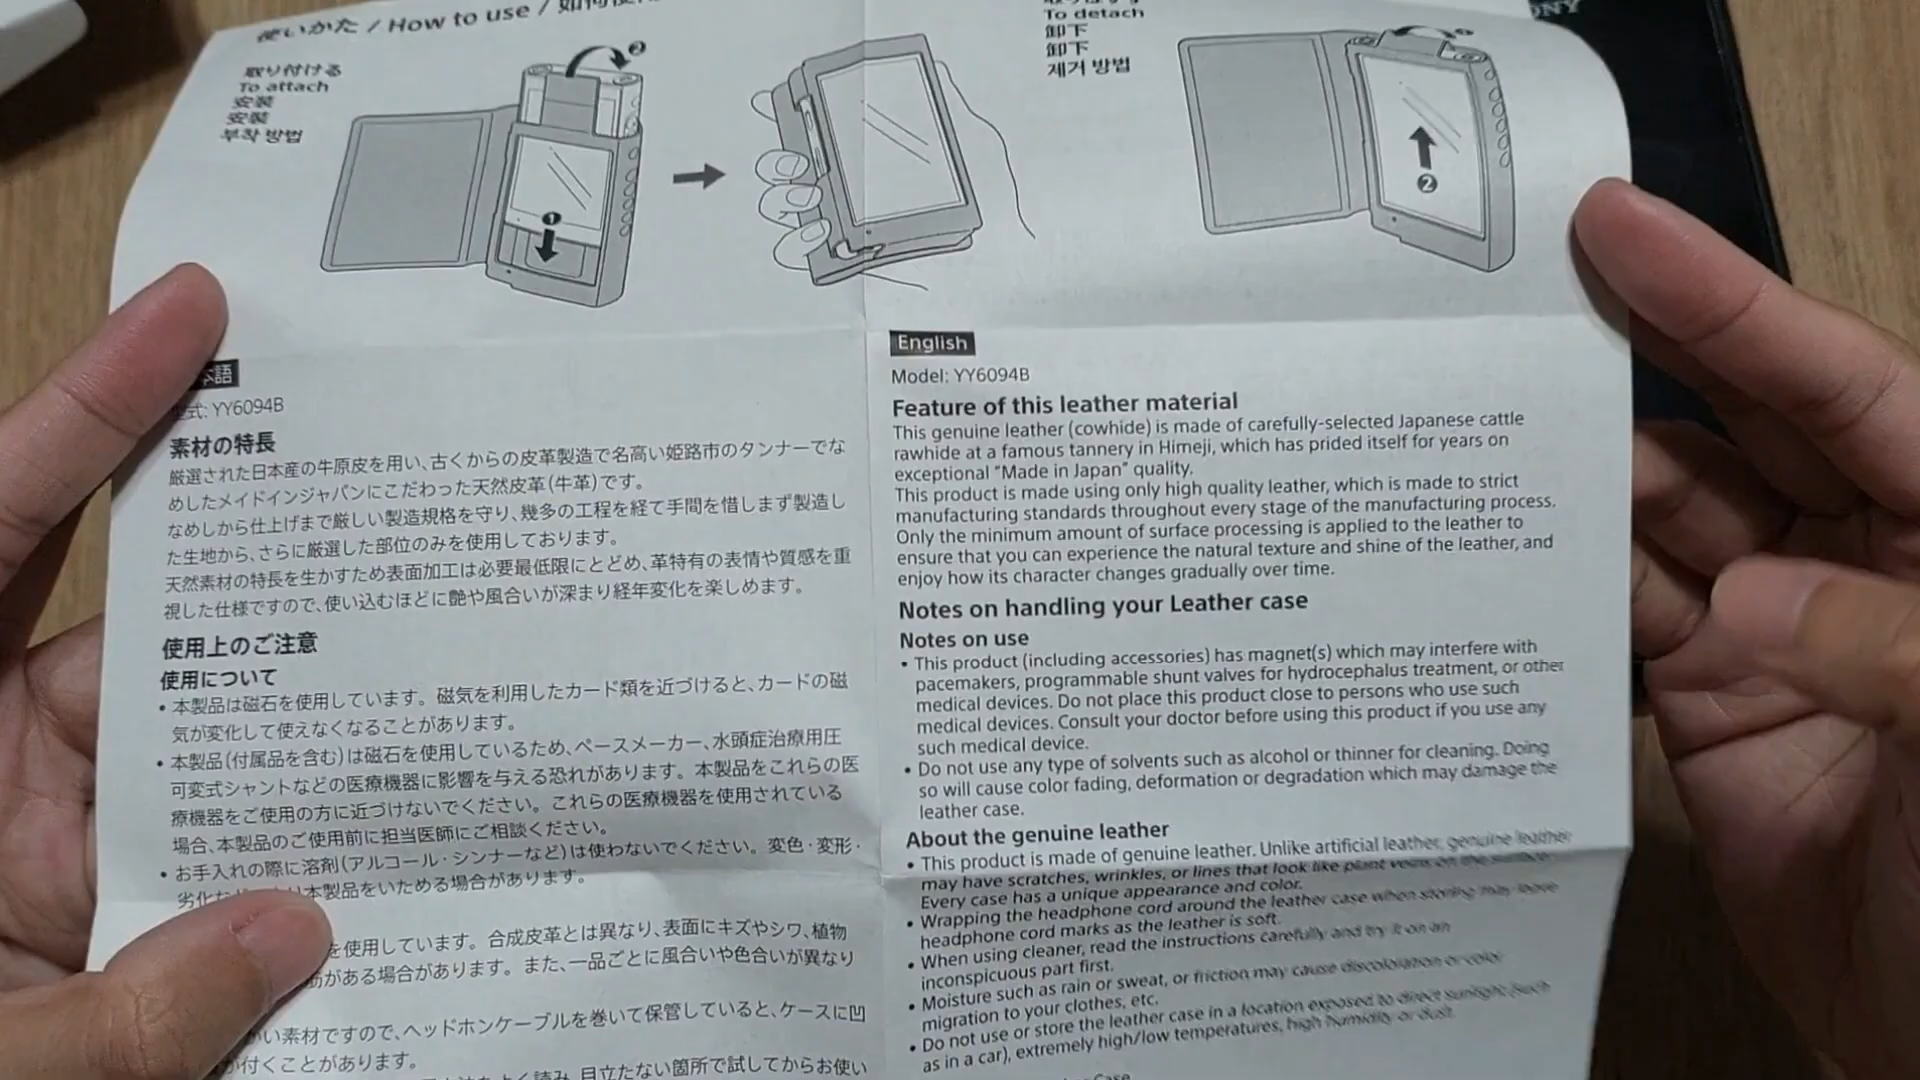 使いかた / How to use /
取り付ける
To attach
安裝
安装
부착 방법
❷
❶
To detach
卸下
卸下
제거 방법
❷
SONY
型式: YY6094B
素材の特長
厳選された日本産の牛原皮を用い、古くからの皮革製造で名高い姫路市のタンナーでな
めしたメイドインジャパンにこだわった天然皮革(牛革)です。
なめしから仕上げまで厳しい製造規格を守り、幾多の工程を経て手間を惜しまず製造し
た生地から、さらに厳選した部位のみを使用しております。
天然素材の特長を生かすため表面加工は必要最低限にとどめ、革特有の表情や質感を重
視した仕様ですので、使い込むほどに艶や風合いが深まり経年変化を楽しめます。
使用上のご注意
使用について
• 本製品は磁石を使用しています。磁気を利用したカード類を近づけると、カードの磁
気が変化して使えなくなることがあります。
• 本製品(付属品を含む)は磁石を使用しているため、ペースメーカー、水頭症治療用圧
可変式シャントなどの医療機器に影響を与える恐れがあります。本製品をこれらの医
療機器をご使用の方に近づけないでください。これらの医療機器を使用されている
場合、本製品のご使用前に担当医師にご相談ください。
• お手入れの際に溶剤(アルコール・シンナーなど)は使わないでください。変色・変形・
劣化な 本製品をいためる場合があります。
を使用しています。合成皮革とは異なり、表面にキズやシワ、植物
筋がある場合があります。また、一品ごとに風合いや色合いが異なり
かい素材ですので、ヘッドホンケーブルを巻いて保管していると、ケースに凹
が付くことがあります。
読み、目立たない箇所で試してからお使い
English
Model: YY6094B
Feature of this leather material
This genuine leather (cowhide) is made of carefully-selected Japanese cattle
rawhide at a famous tannery in Himeji, which has prided itself for years on
exceptional “Made in Japan” quality.
This product is made using only high quality leather, which is made to strict
manufacturing standards throughout every stage of the manufacturing process.
Only the minimum amount of surface processing is applied to the leather to
ensure that you can experience the natural texture and shine of the leather, and
enjoy how its character changes gradually over time.
Notes on handling your Leather case
Notes on use
• This product (including accessories) has magnet(s) which may interfere with
pacemakers, programmable shunt valves for hydrocephalus treatment, or other
medical devices. Do not place this product close to persons who use such
medical devices. Consult your doctor before using this product if you use any
such medical device.
• Do not use any type of solvents such as alcohol or thinner for cleaning. Doing
so will cause color fading, deformation or degradation which may damage the
leather case.
About the genuine leather
• This product is made of genuine leather. Unlike artificial leather, genuine leather
may have scratches, wrinkles, or lines that look like plant veins on the surface.
Every case has a unique appearance and color.
• Wrapping the headphone cord around the leather case when storing may leave
headphone cord marks as the leather is soft.
• When using cleaner, read the instructions carefully and try it on an
inconspicuous part first.
• Moisture such as rain or sweat, or friction may cause discoloration or color
migration to your clothes, etc.
• Do not use or store the leather case in a location exposed to direct sunlight (such
as in a car), extremely high/low temperatures, high humidity or dust.
Case